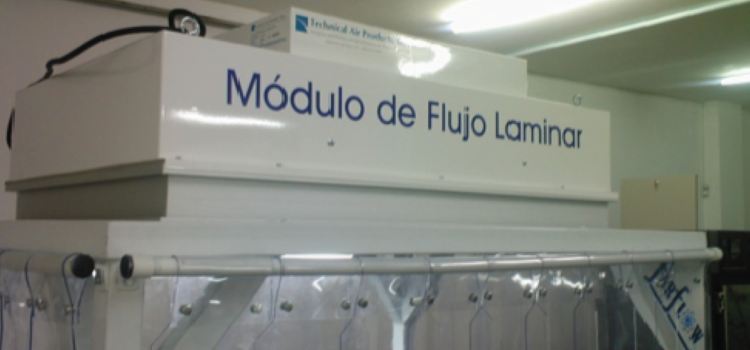 Technical Air Products
Módulo de Flujo Laminar